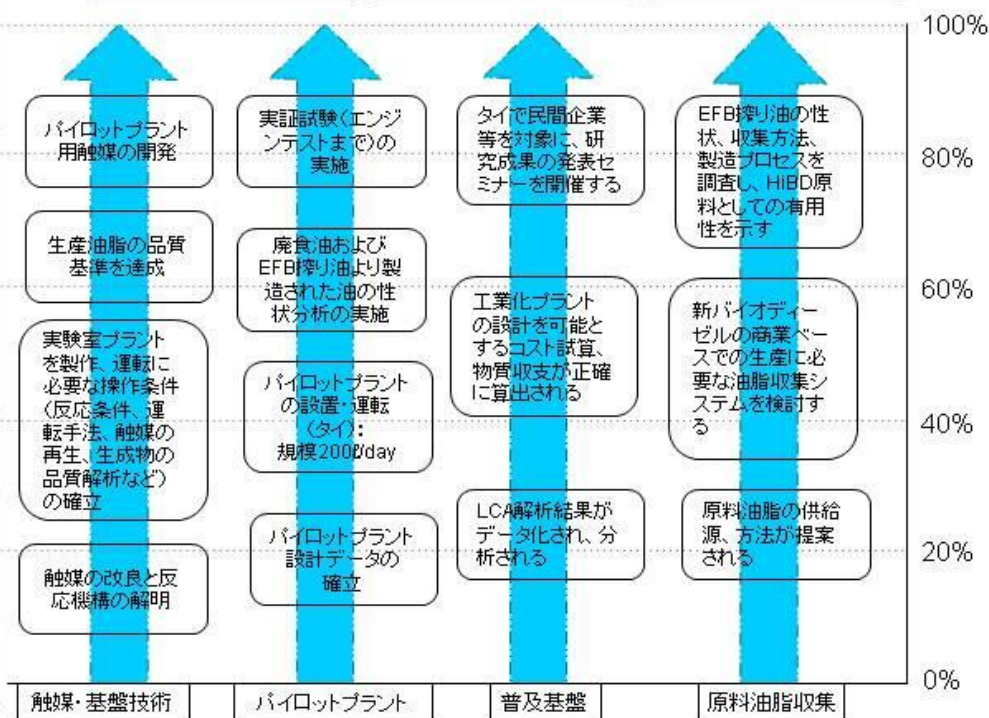 100%
パイロットプラント
用触媒の開発
生産油脂の品質
基準を達成
実験室プラント
を製作、運転に
必要な操作条件
(反応条件、運
転手法、触媒の
再生、生成物の
品質解析など)
の確立
触媒の改良と反
応機構の解明
触媒・基盤技術
実証試験(エンジ
ンテストまで)の
実施
廃食油および
EFB搾り油より製
造された油の性
状分析の実施
パイロットプラント
の設置・運転
(タイ):
規模200ℓ/day
パイロットプラント
設計データの
確立
パイロットプラント
タイで民間企業
等を対象に、研
究成果の発表セ
ミナーを開催する
工業化プラント
の設計を可能と
するコスト試算、
物質収支が正確
に算出される
LCA解析結果が
データ化され、分
析される
普及基盤
EFB搾り油の性
状、収集方法、
製造プロセスを
調査し、HiBD原
料としての有用
性を示す
新バイオディー
ゼルの商業ベー
スでの生産に必
要な油脂収集シ
ステムを検討す
る
原料油脂の供給
源、方法が提案
される
原料油脂収集
80%
60%
40%
20%
0%